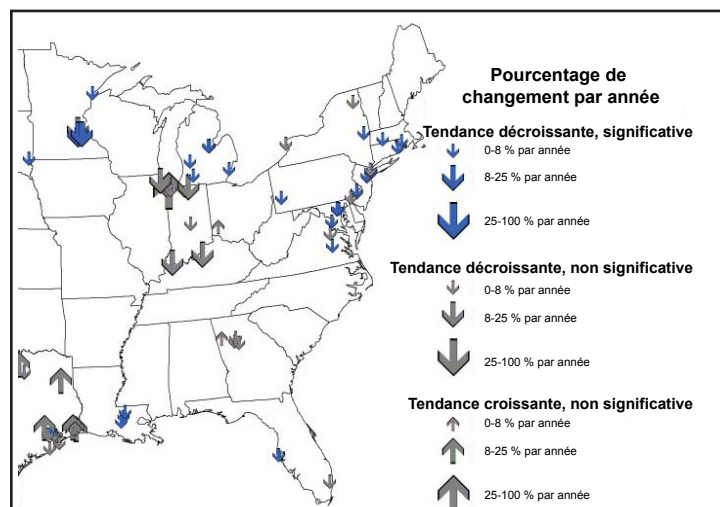 Pourcentage de
changement par année
Tendance décroissante, significative
0-8 % par année
8-25 % par année
25-100 % par année
Tendance décroissante, non significative
0-8 % par année
8-25 % par année
25-100 % par année
Tendance croissante, non significative
0-8 % par année
8-25 % par année
25-100 % par année